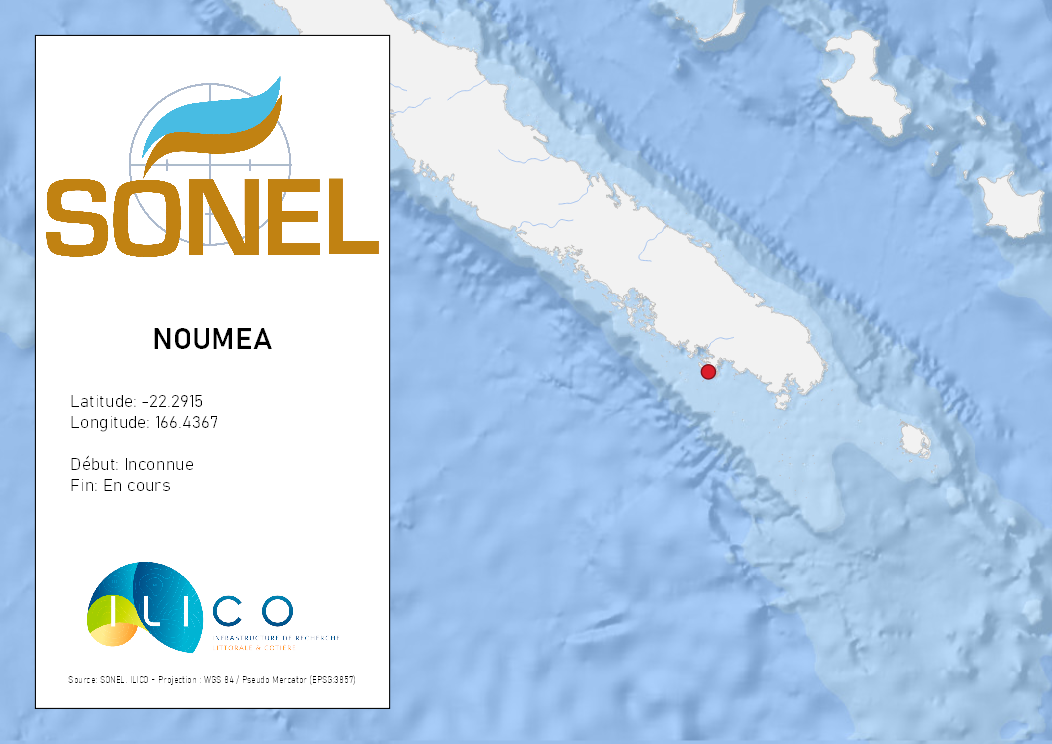 SONEL
NOUMEA
Latitude: -22.2915
Longitude: 166.4367
Début: Inconnue
Fin: En cours
ILICO
INFRASTRUCTURE DE RECHERCHE
LITTORALE & CÔTIÈRE
Source: SONEL, ILICO - Projection : WGS 84 / Pseudo Mercator (EPSG:3857)